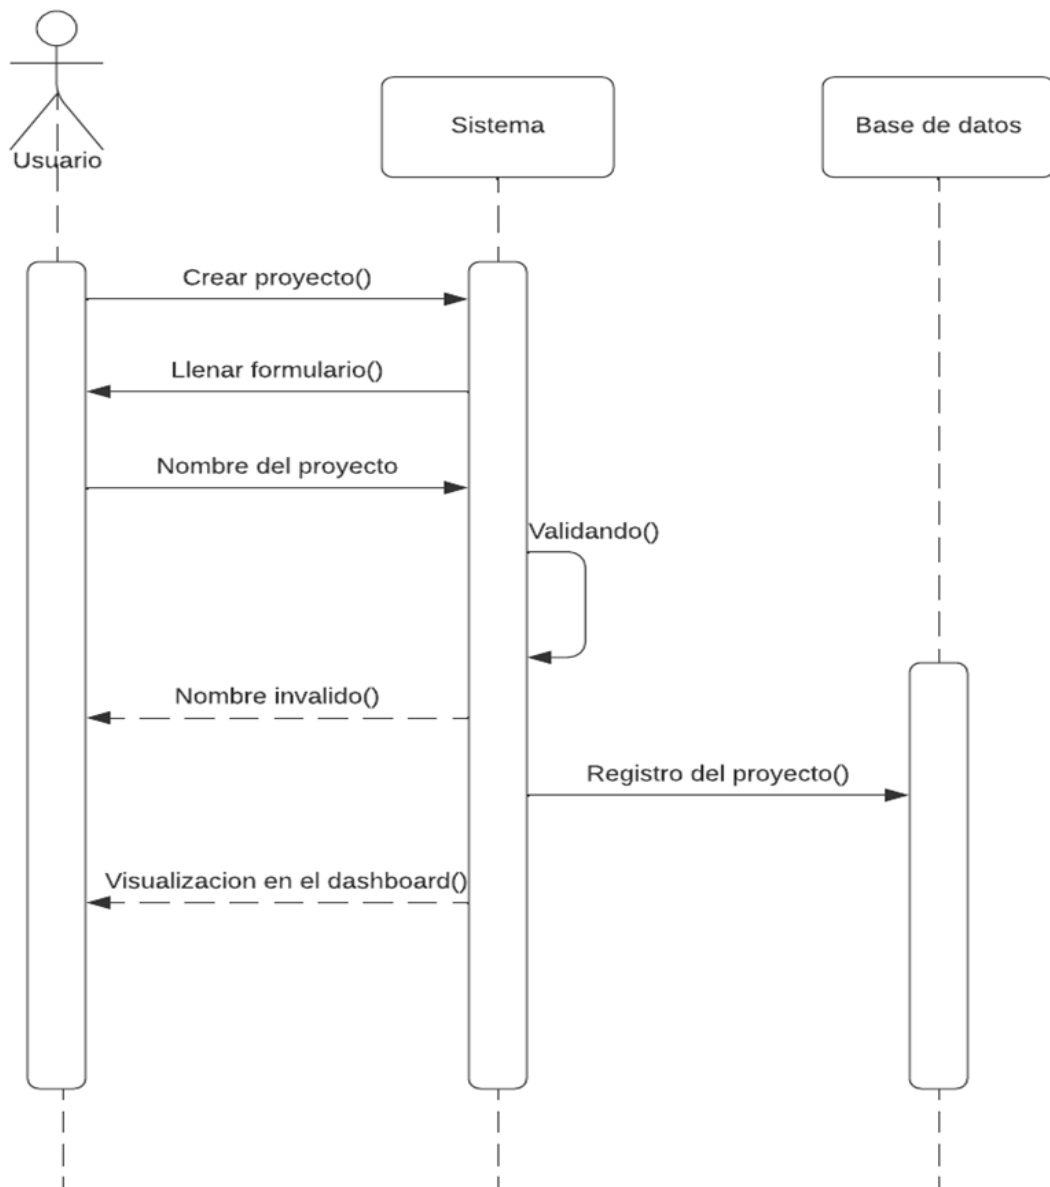 Usuario
Sistema
Base de datos
Crear proyecto()
Llenar formulario()
Nombre del proyecto
Validando()
Nombre invalido()
Registro del proyecto()
Visualizacion en el dashboard()